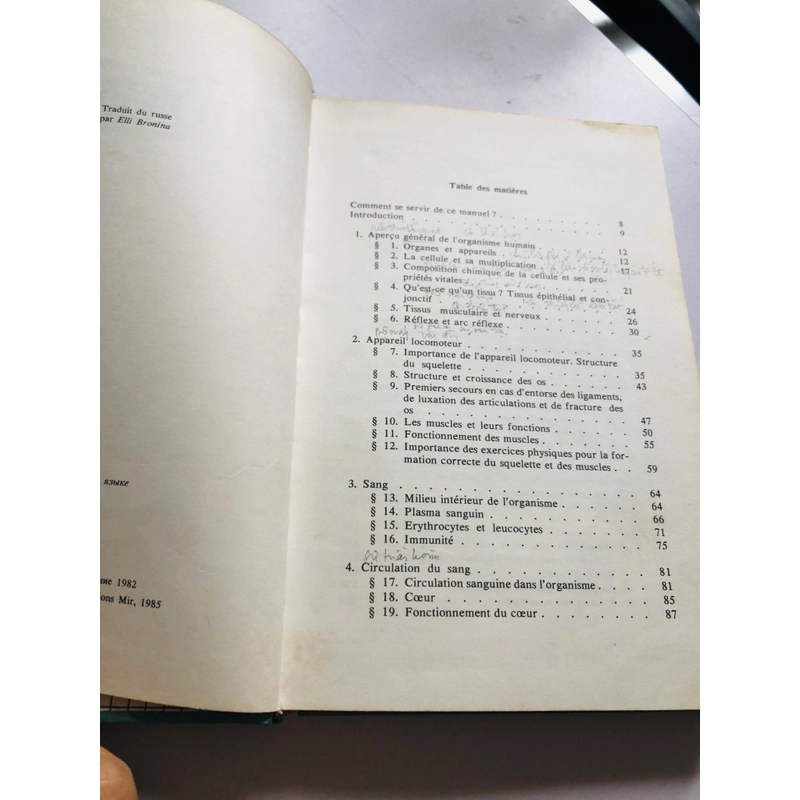 Traduit du russe
par Elli Bronina
языке
ние 1982
ons Mir, 1985
Table des matières
Comment se servir de ce manuel ? . . . . . . . . 8
Introduction . . . . . . . . . . . . . . 9
1. Aperçu général de l'organisme humain . . . . . . 12
§ 1. Organes et appareils . . . . . . . . . 12
§ 2. La cellule et sa multiplication . . . . . . . 17
§ 3. Composition chimique de la cellule et ses pro-
priétés vitales . . . . . . . . . . . . 21
§ 4. Qu'est-ce qu'un tissu ? Tissus épithélial et con-
jonctif . . . . . . . . . . . . . . 24
§ 5. Tissus musculaire et nerveux . . . . . . . 26
§ 6. Réflexe et arc réflexe . . . . . . . . . 30
2. Appareil locomoteur . . . . . . . . . . . 35
§ 7. Importance de l'appareil locomoteur. Structure
du squelette . . . . . . . . . . . . 35
§ 8. Structure et croissance des os . . . . . . . 43
§ 9. Premiers secours en cas d'entorse des ligaments,
de luxation des articulations et de fracture des
os . . . . . . . . . . . . . . . 47
§ 10. Les muscles et leurs fonctions . . . . . . . 50
§ 11. Fonctionnement des muscles . . . . . . . . 55
§ 12. Importance des exercices physiques pour la for-
mation correcte du squelette et des muscles . . 59
3. Sang . . . . . . . . . . . . . . . . 64
§ 13. Milieu intérieur de l'organisme . . . . . . . 64
§ 14. Plasma sanguin . . . . . . . . . . . 66
§ 15. Erythrocytes et leucocytes . . . . . . . . 71
§ 16. Immunité . . . . . . . . . . . . . 75
4. Circulation du sang . . . . . . . . . . . 81
§ 17. Circulation sanguine dans l'organisme . . . . . 81
§ 18. Cœur . . . . . . . . . . . . . . 85
§ 19. Fonctionnement du cœur . . . . . . . . . 87